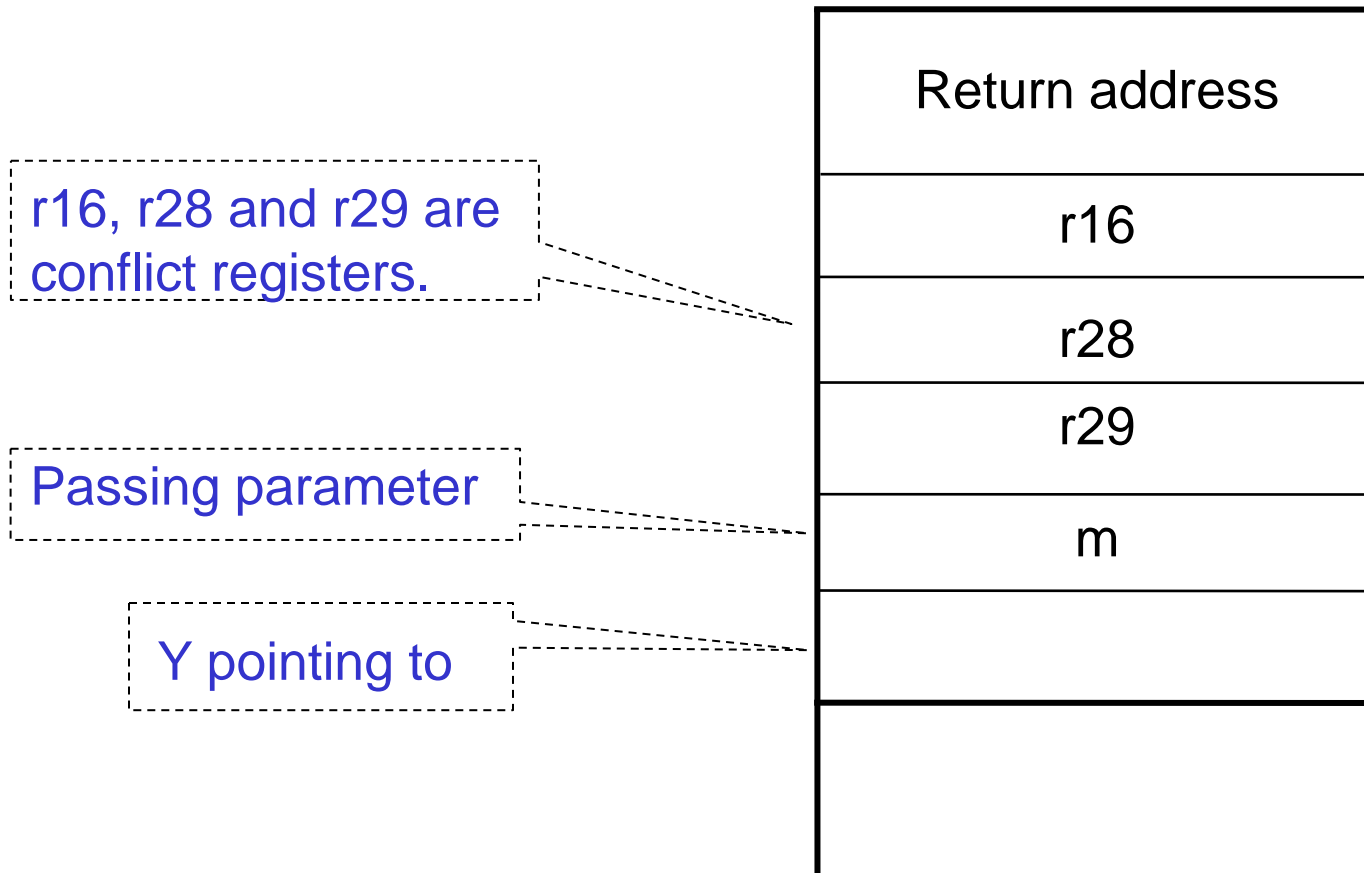 Return address
r16, r28 and r29 are
conflict registers.
r16
r28
r29
Passing parameter
m
Y pointing to